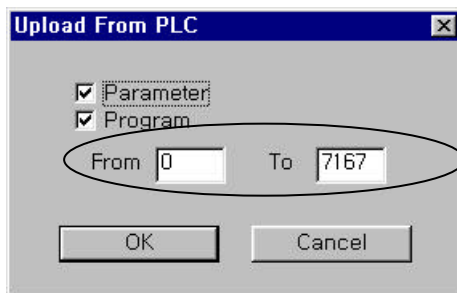 Upload From PLC
Parameter
Program
From 0 To 7167
OK Cancel